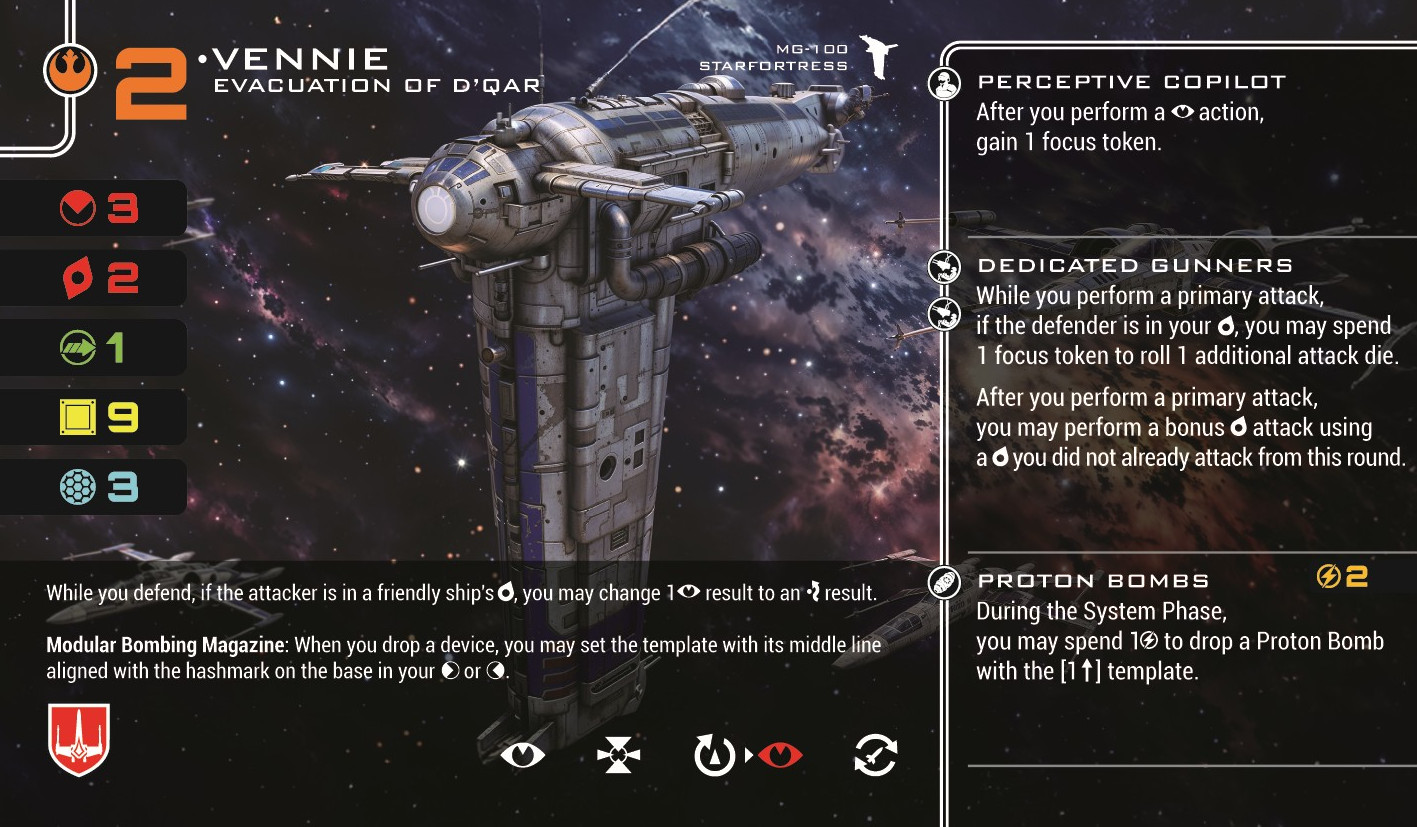 2
•VENNIE
EVACUATION OF D'QAR
MG-100
STARFORTRESS
3
2
1
9
3
While you defend, if the attacker is in a friendly ship's , you may change 1 result to an result.
Modular Bombing Magazine: When you drop a device, you may set the template with its middle line
aligned with the hashmark on the base in your or .
PERCEPTIVE COPILOT
After you perform a action,
gain 1 focus token.
DEDICATED GUNNERS
While you perform a primary attack,
if the defender is in your , you may spend
1 focus token to roll 1 additional attack die.
After you perform a primary attack,
you may perform a bonus attack using
a you did not already attack from this round.
PROTON BOMBS
2
During the System Phase,
you may spend 1 to drop a Proton Bomb
with the [1⬆] template.